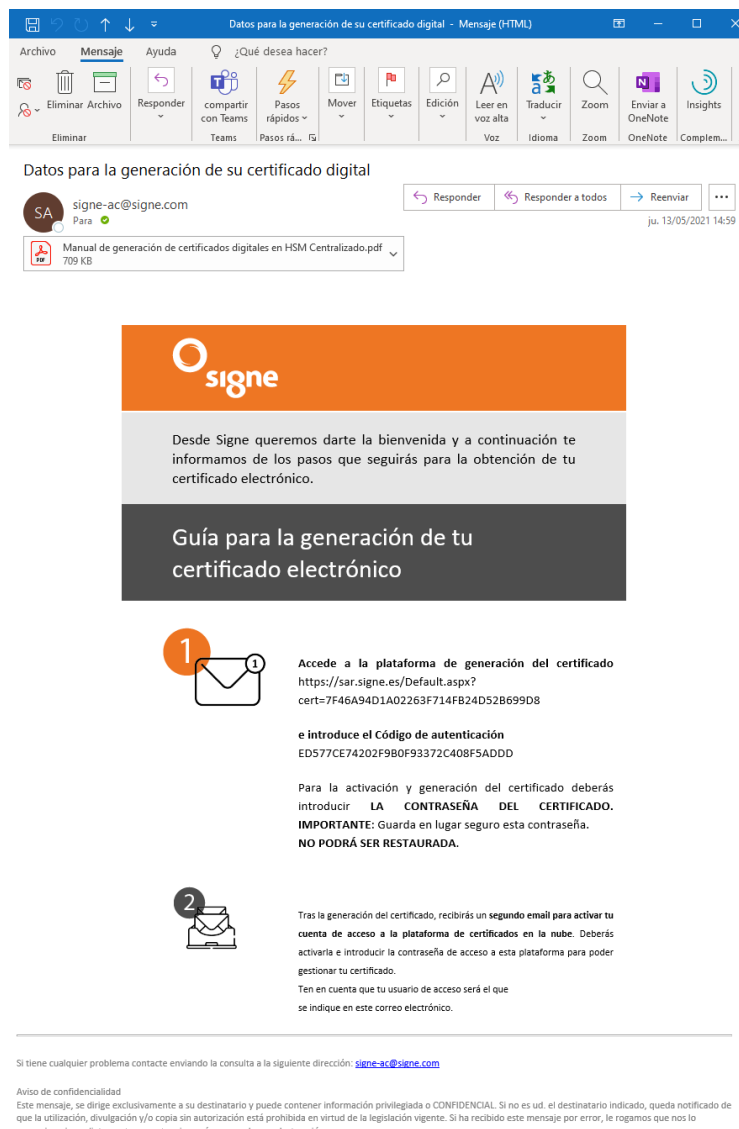 Datos para la generación de su certificado digital - Mensaje (HTML)
Archivo Mensaje Ayuda ¿Qué desea hacer?
Eliminar Archivo
Responder
compartir con Teams
Pasos rápidos
Mover
Etiquetas
Edición
Leer en voz alta
Traducir
Zoom
Enviar a OneNote
Insights
Eliminar Teams Pasos rá... Voz Idioma Zoom OneNote Complem...
Datos para la generación de su certificado digital
SA
signe-ac@signe.com
Para
Responder Responder a todos Reenviar
ju. 13/05/2021 14:59
PDF
Manual de generación de certificados digitales en HSM Centralizado.pdf
709 KB
signe
Desde Signe queremos darte la bienvenida y a continuación te
informamos de los pasos que seguirás para la obtención de tu
certificado electrónico.
Guía para la generación de tu
certificado electrónico
1
1
Accede a la plataforma de generación del certificado
https://sar.signe.es/Default.aspx?
cert=7F46A94D1A02263F714FB24D52B699D8
e introduce el Código de autenticación
ED577CE74202F9B0F93372C408F5ADDD
Para la activación y generación del certificado deberás
introducir LA CONTRASEÑA DEL CERTIFICADO.
IMPORTANTE: Guarda en lugar seguro esta contraseña.
NO PODRÁ SER RESTAURADA.
2
Tras la generación del certificado, recibirás un segundo email para activar tu
cuenta de acceso a la plataforma de certificados en la nube. Deberás
activarla e introducir la contraseña de acceso a esta plataforma para poder
gestionar tu certificado.
Ten en cuenta que tu usuario de acceso será el que
se indique en este correo electrónico.
Si tiene cualquier problema contacte enviando la consulta a la siguiente dirección: signe-ac@signe.com
Aviso de confidencialidad
Este mensaje, se dirige exclusivamente a su destinatario y puede contener información privilegiada o CONFIDENCIAL. Si no es ud. el destinatario indicado, queda notificado de
que la utilización, divulgación y/o copia sin autorización está prohibida en virtud de la legislación vigente. Si ha recibido este mensaje por error, le rogamos que nos lo